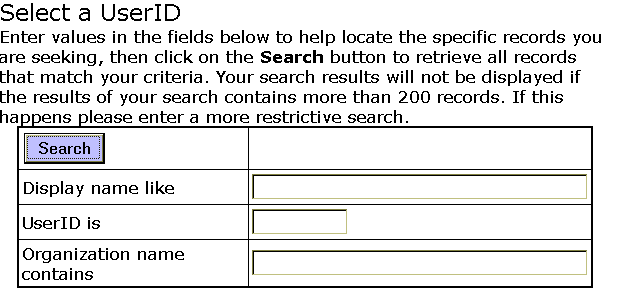 Select a UserID
Enter values in the fields below to help locate the specific records you
are seeking, then click on the Search button to retrieve all records
that match your criteria. Your search results will not be displayed if
the results of your search contains more than 200 records. If this
happens please enter a more restrictive search.
Search
Display name like
UserID is
Organization name
contains